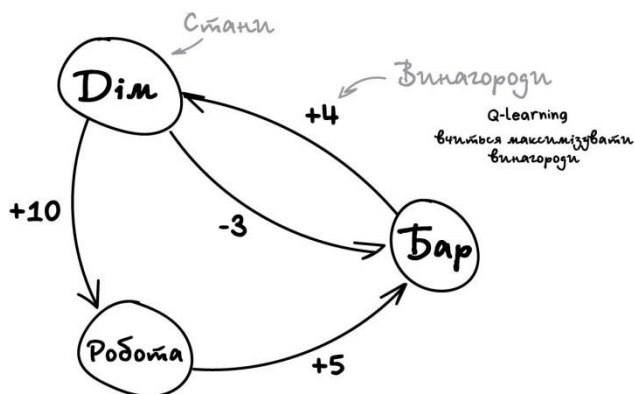 Стани
Дім
Винагороди
+4
Q-learning
вчиться максимізувати
винагороди
+10
-3
Бар
Робота
+5